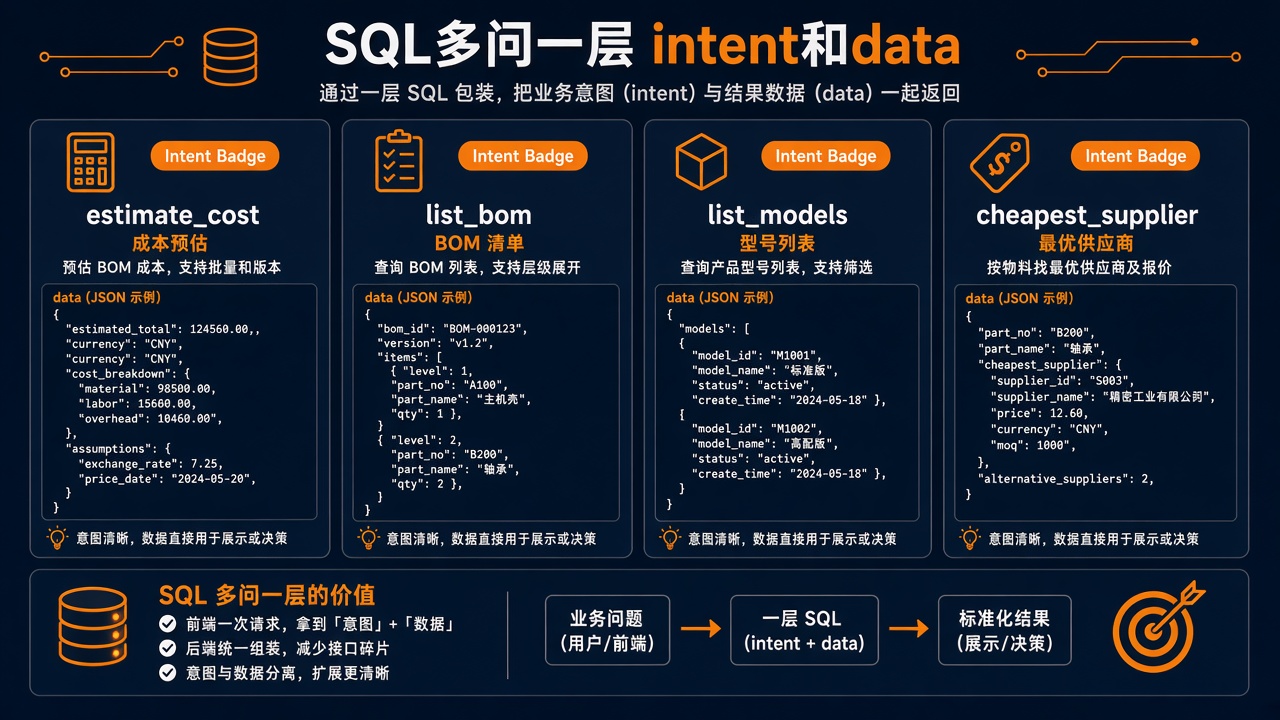 SQL多问一层 intent和data
通过一层 SQL 包装，把业务意图 (intent) 与结果数据 (data) 一起返回
Intent Badge
estimate_cost
成本预估
预估 BOM 成本，支持批量和版本
data (JSON 示例)
{
"estimated_total": 124560.00,,
"currency": "CNY",
"currency": "CNY",
"cost_breakdown": {
"material": 98500.00,
"labor": 15660.00,
"overhead": 10460.00",
},
"assumptions": {
"exchange_rate": 7.25,
"price_date": "2024-05-20",
}
}
意图清晰，数据直接用于展示或决策
Intent Badge
list_bom
BOM 清单
查询 BOM 列表，支持层级展开
data (JSON 示例)
{
"bom_id": "BOM-000123",
"version": "v1.2",
"items": [
{ "level": 1,
"part_no": "A100",
"part_name": "主机壳",
"qty": 1 },
}
{ "level": 2,
"part_no": "B200",
"part_name": "轴承",
"qty": 2 },
}
}
意图清晰，数据直接用于展示或决策
Intent Badge
list_models
型号列表
查询产品型号列表，支持筛选
data (JSON 示例)
{
"models": [
{
"model_id": "M1001",
"model_name": "标准版",
"status": "active",
"create_time": "2024-05-18" },
{
"model_id": "M1002",
"model_name": "高配版",
"status": "active",
"create_time": "2024-05-18" },
}
}
意图清晰，数据直接用于展示或决策
Intent Badge
cheapest_supplier
最优供应商
按物料找最优供应商及报价
data (JSON 示例)
{
"part_no": "B200",
"part_name": "轴承",
"cheapest_supplier": {
"supplier_id": "S003",
"supplier_name": "精密工业有限公司",
"price": 12.60,
"currency": "CNY",
"moq": 1000",
},
"alternative_suppliers": 2,
}
意图清晰，数据直接用于展示或决策
SQL 多问一层的价值
前端一次请求，拿到「意图」+「数据」
后端统一组装，减少接口碎片
意图与数据分离，扩展更清晰
业务问题
(用户/前端)
一层 SQL
(intent + data)
标准化结果
(展示/决策)